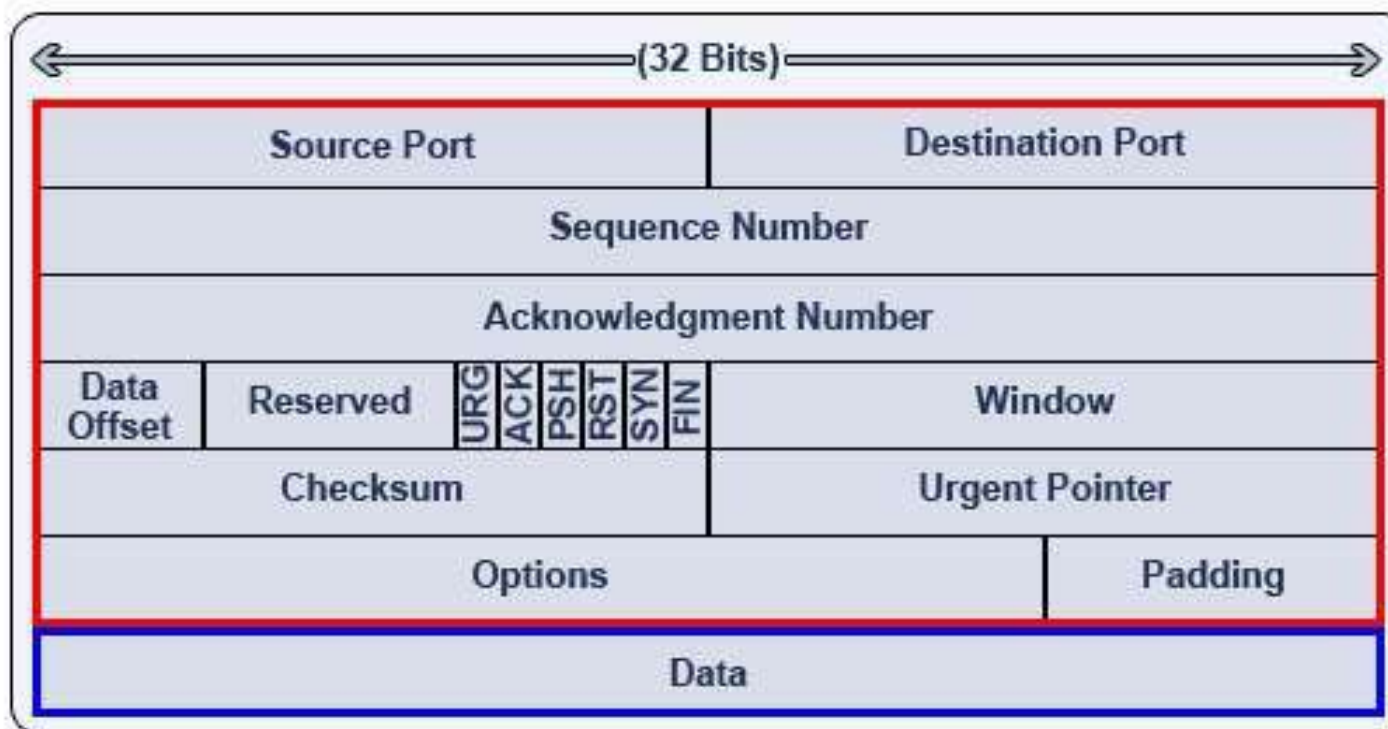 (32 Bits)
Source Port Destination Port
Sequence Number
Acknowledgment Number
Data Offset Reserved URG ACK PSH RST SYN FIN Window
Checksum Urgent Pointer
Options Padding
Data